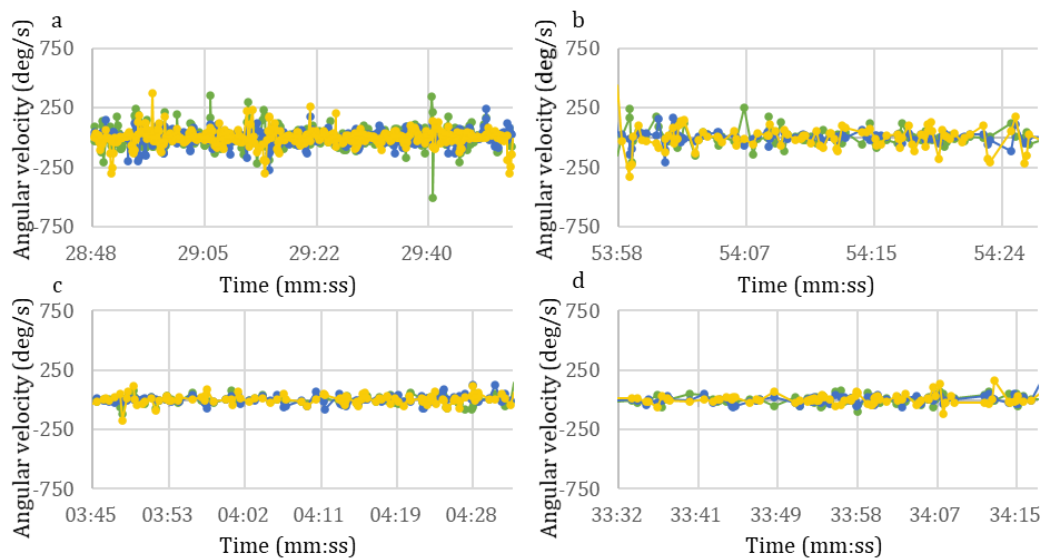 a
Angular velocity (deg/s)
750
250
-250
-750
28:48 29:05 29:22 29:40
Time (mm:ss)
b
Angular velocity (deg/s)
750
250
-250
-750
53:58 54:07 54:15 54:24
Time (mm:ss)
c
Angular velocity (deg/s)
750
250
-250
-750
03:45 03:53 04:02 04:11 04:19 04:28
Time (mm:ss)
d
Angular velocity (deg/s)
750
250
-250
-750
33:32 33:41 33:49 33:58 34:07 34:15
Time (mm:ss)